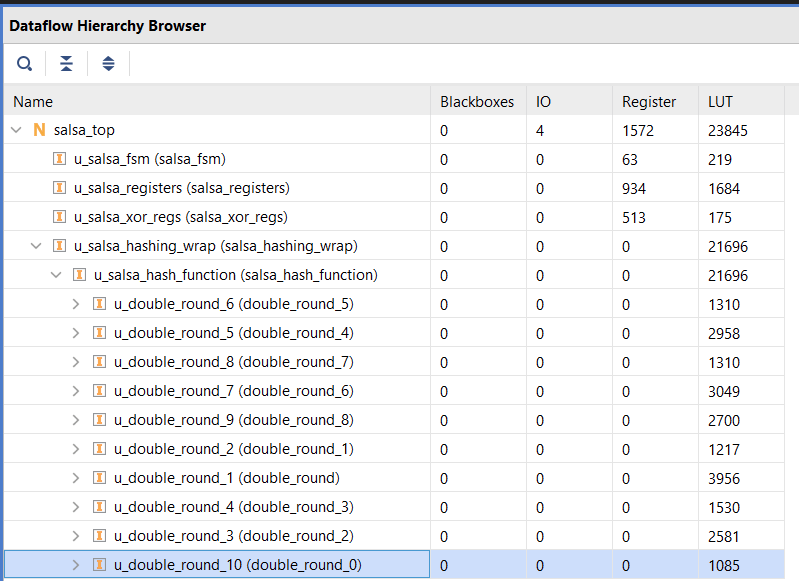 Dataflow Hierarchy Browser
Name Blackboxes IO Register LUT
N salsa_top 0 4 1572 23845
I u_salsa_fsm (salsa_fsm) 0 0 63 219
I u_salsa_registers (salsa_registers) 0 0 934 1684
I u_salsa_xor_regs (salsa_xor_regs) 0 0 513 175
I u_salsa_hashing_wrap (salsa_hashing_wrap) 0 0 0 21696
I u_salsa_hash_function (salsa_hash_function) 0 0 0 21696
I u_double_round_6 (double_round_5) 0 0 0 1310
I u_double_round_5 (double_round_4) 0 0 0 2958
I u_double_round_8 (double_round_7) 0 0 0 1310
I u_double_round_7 (double_round_6) 0 0 0 3049
I u_double_round_9 (double_round_8) 0 0 0 2700
I u_double_round_2 (double_round_1) 0 0 0 1217
I u_double_round_1 (double_round) 0 0 0 3956
I u_double_round_4 (double_round_3) 0 0 0 1530
I u_double_round_3 (double_round_2) 0 0 0 2581
I u_double_round_10 (double_round_0) 0 0 0 1085